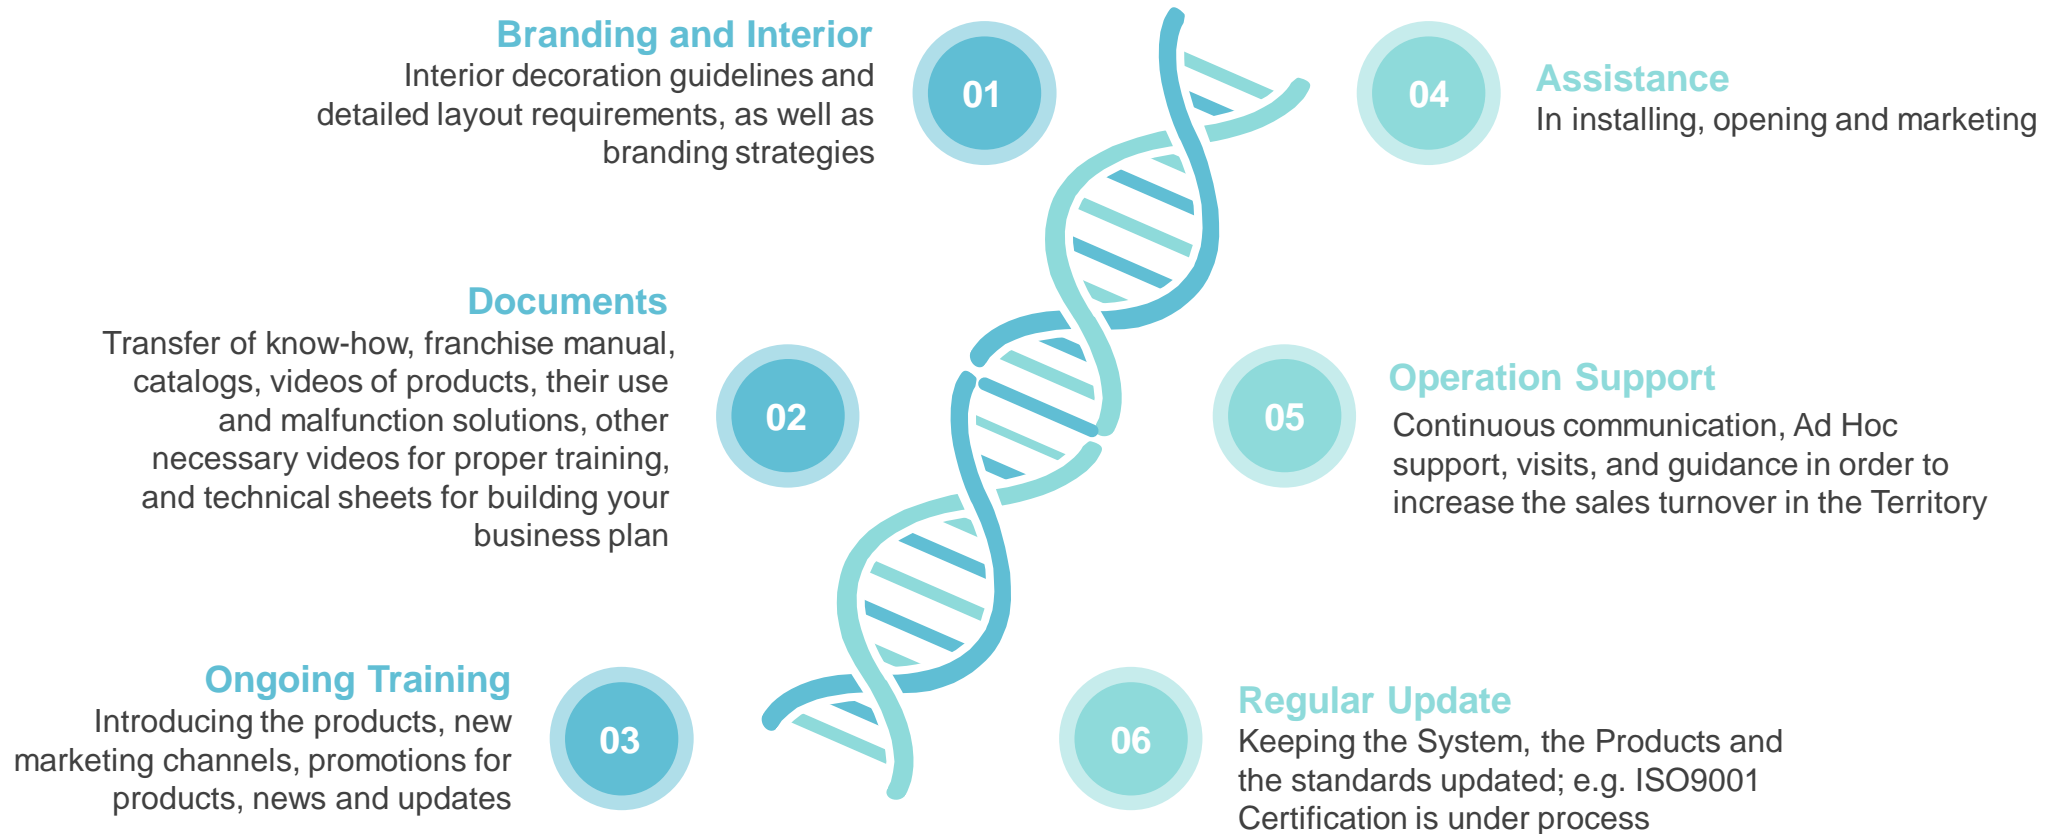 Branding and Interior
Interior decoration guidelines and
detailed layout requirements, as well as
branding strategies
01
Documents
Transfer of know-how, franchise manual,
catalogs, videos of products, their use
and malfunction solutions, other
necessary videos for proper training,
and technical sheets for building your
business plan
02
Ongoing Training
Introducing the products, new
marketing channels, promotions for
products, news and updates
03
04
Assistance
In installing, opening and marketing
05
Operation Support
Continuous communication, Ad Hoc
support, visits, and guidance in order to
increase the sales turnover in the Territory
06
Regular Update
Keeping the System, the Products and
the standards updated; e.g. ISO9001
Certification is under process